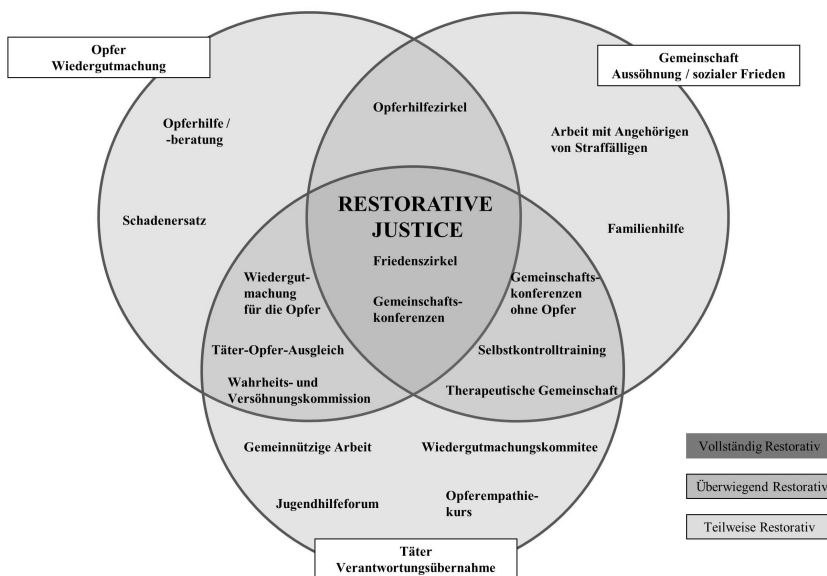 Opfer
Wiedergutmachung
Gemeinschaft
Aussöhnung / sozialer Frieden
Opferhilfezirkel
Opferhilfe /
-beratung
Arbeit mit Angehörigen
von Straffälligen
Schadenersatz
RESTORATIVE
JUSTICE
Familienhilfe
Friedenszirkel
Gemeinschafts-
konferenzen
Wiedergut-
machung
für die Opfer
Gemeinschafts-
konferenzen
ohne Opfer
Täter-Opfer-Ausgleich
Selbstkontrolltraining
Wahrheits- und
Versöhnungskommission
Therapeutische Gemeinschaft
Gemeinnützige Arbeit
Wiedergutmachungskommitee
Jugendhilfeforum
Opferempathie-
kurs
Vollständig Restorativ
Überwiegend Restorativ
Teilweise Restorativ
Täter
Verantwortungsübernahme